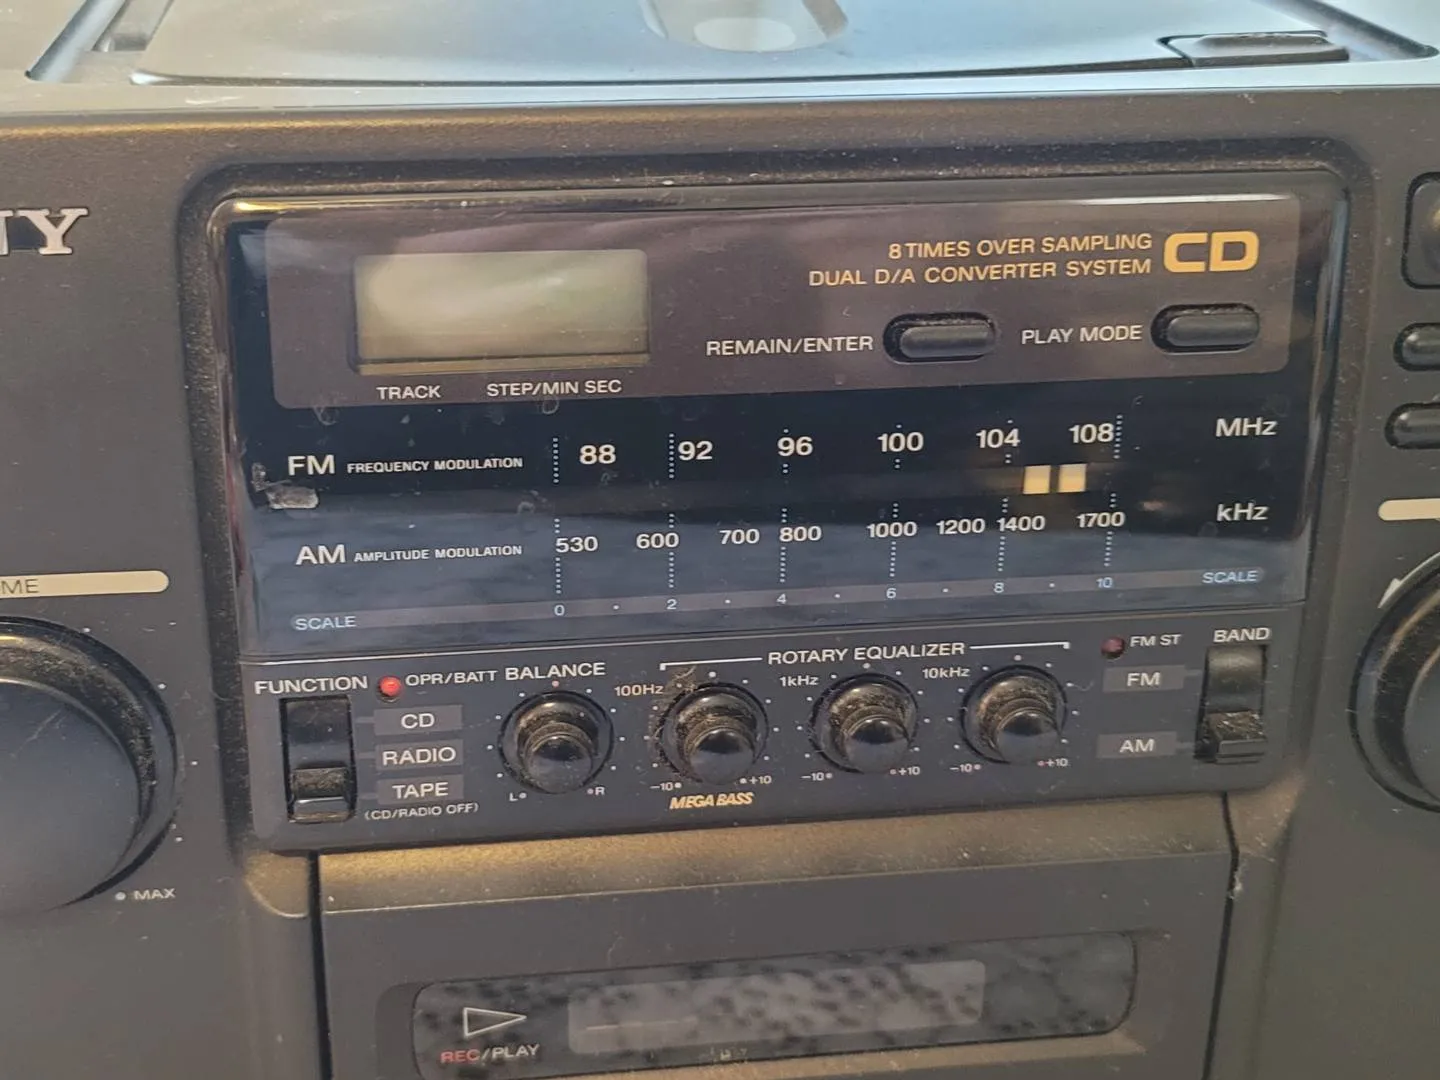 NY
8 TIMES OVER SAMPLING
DUAL D/A CONVERTER SYSTEM
CD
REMAIN/ENTER
PLAY MODE
TRACK
STEP/MIN SEC
FM FREQUENCY MODULATION 88 92 96 100 104 108 MHz
AM AMPLITUDE MODULATION 530 600 700 800 1000 1200 1400 1700 kHz
SCALE 0 2 4 6 8 10 SCALE
ME
MAX
FUNCTION
OPR/BATT
CD
RADIO
TAPE
(CD/RADIO OFF)
BALANCE
L R
ROTARY EQUALIZER
100Hz 1kHz 10kHz
-10 +10 -10 +10 -10 +10
MEGA BASS
FM ST
BAND
FM
AM
REC/PLAY